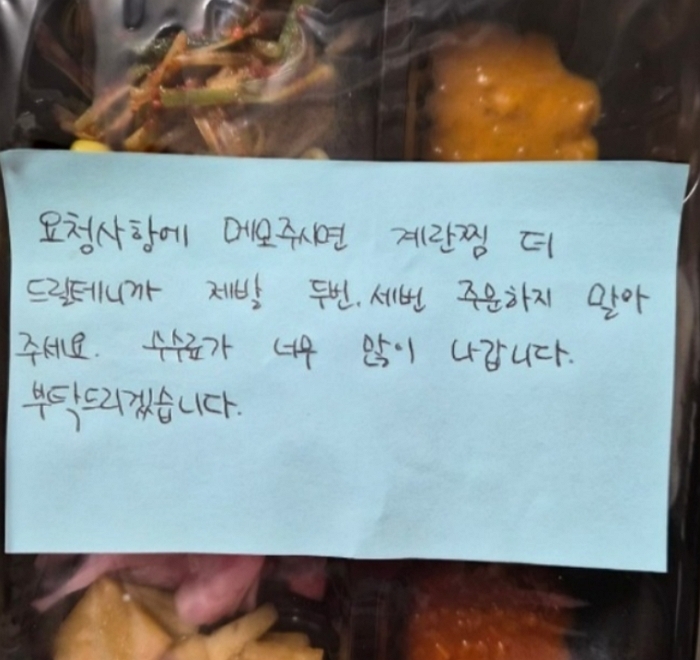 요청사항에 메모주시면 계란찜 더
드릴테니까 제발 두번, 세번 주문하지 말아
주세요. 수수료가 너무 많이 나갑니다.
부탁드리겠습니다.